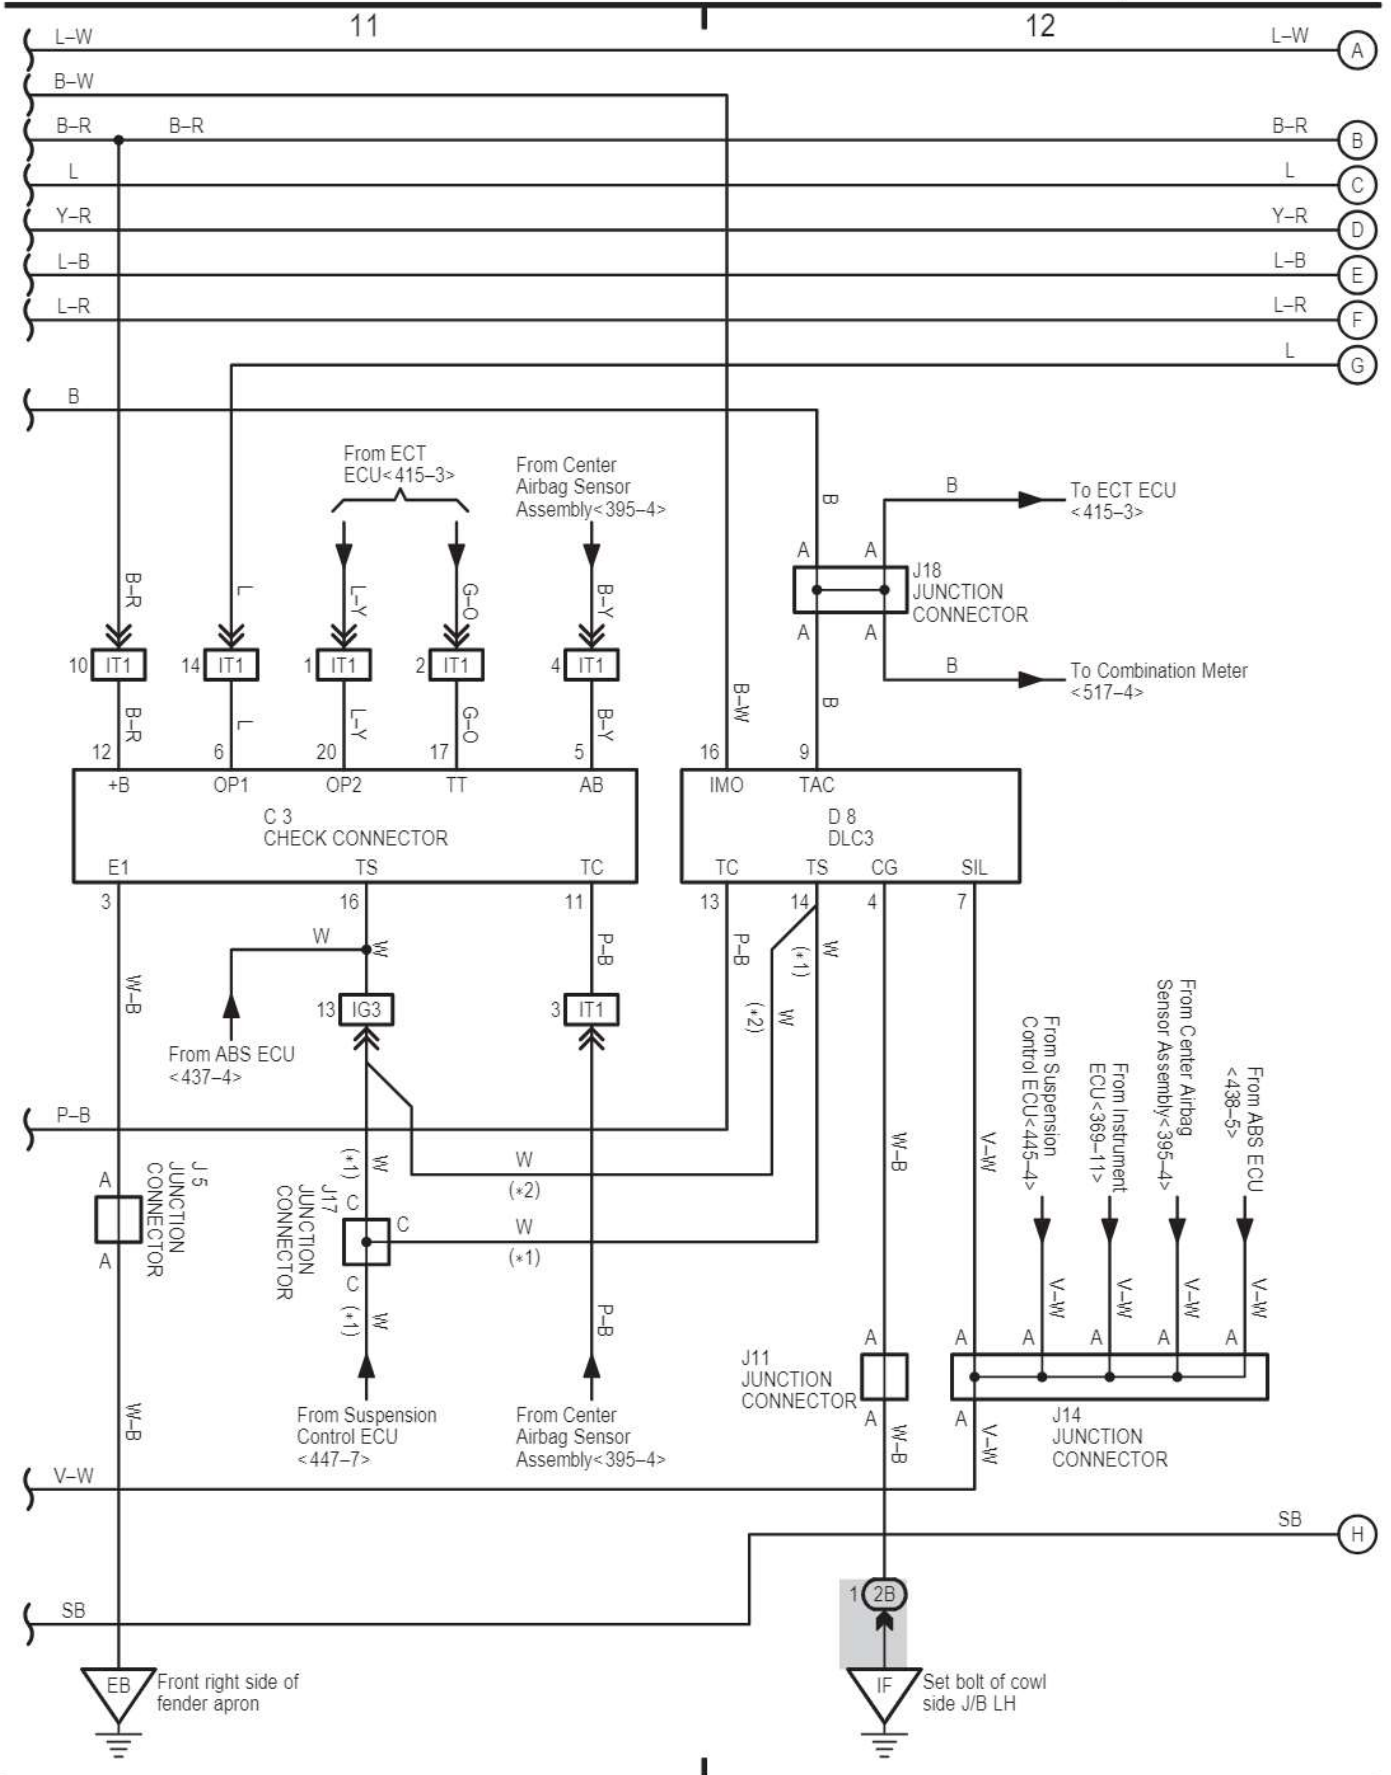 11
12
L–W
L–W
A
B–W
B–R
B–R
B–R
B
L
L
C
Y–R
Y–R
D
L–B
L–B
E
L–R
L–R
F
L
G
B
From ECT
ECU<415–3>
From Center
Airbag Sensor
Assembly<395–4>
B
B
To ECT ECU
<415–3>
A
A
J18
JUNCTION
CONNECTOR
A
A
B
To Combination Meter
<517–4>
B–R
L
L–Y
G–O
B–Y
10
IT1
14
IT1
1
IT1
2
IT1
4
IT1
B–R
L
L–Y
G–O
B–Y
B–W
B
12
6
20
17
5
16
9
+B
OP1
OP2
TT
AB
IMO
TAC
C 3
CHECK CONNECTOR
D 8
DLC3
E1
TS
TC
TC
TS
CG
SIL
3
16
11
13
14
4
7
W
W
P–B
P–B
W
(*1)
W
(*2)
W–B
13
IG3
3
IT1
From ABS ECU
<437–4>
From Suspension
Control ECU<445–4>
From Instrument
ECU<369–11>
From Center Airbag
Sensor Assembly<395–4>
From ABS ECU
<438–5>
P–B
W
(*1)
W
(*2)
W–B
V–W
A
J 5
JUNCTION
CONNECTOR
A
J17
JUNCTION
CONNECTOR
C
C
C
W
(*1)
W
(*1)
P–B
V–W
V–W
V–W
V–W
A
A
A
A
A
A
J11
JUNCTION
CONNECTOR
A
A
J14
JUNCTION
CONNECTOR
W–B
V–W
W–B
From Suspension
Control ECU
<447–7>
From Center
Airbag Sensor
Assembly<395–4>
V–W
SB
H
1
2B
SB
EB
Front right side of
fender apron
IF
Set bolt of cowl
side J/B LH